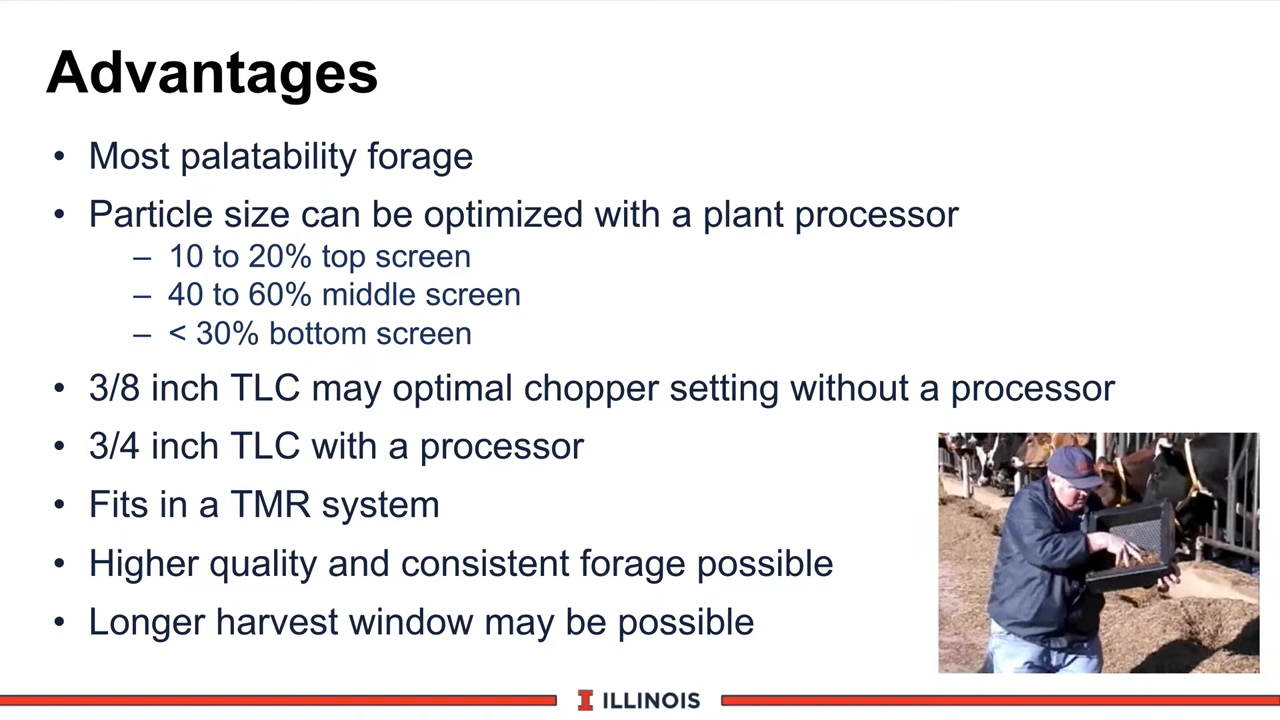 Advantages
• Most palatability forage
• Particle size can be optimized with a plant processor
– 10 to 20% top screen
– 40 to 60% middle screen
– < 30% bottom screen
• 3/8 inch TLC may optimal chopper setting without a processor
• 3/4 inch TLC with a processor
• Fits in a TMR system
• Higher quality and consistent forage possible
• Longer harvest window may be possible
I ILLINOIS